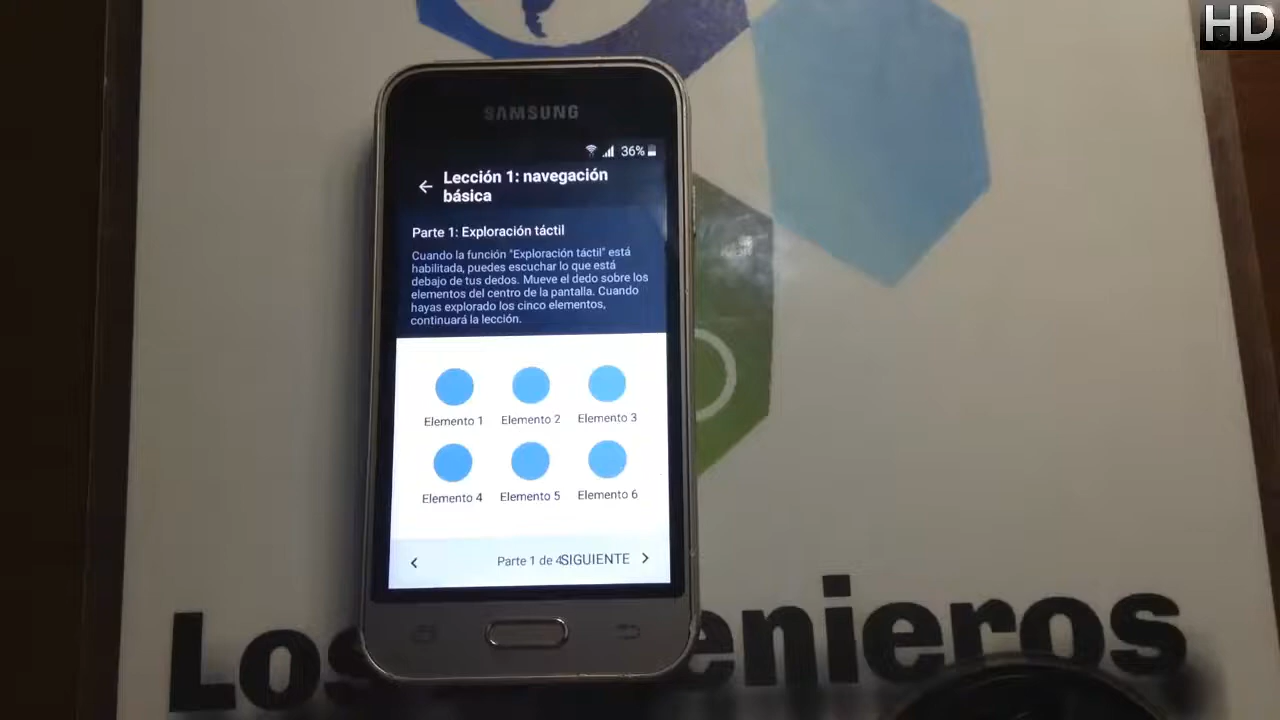 HD
SAMSUNG
36%
Lección 1: navegación
básica
Parte 1: Exploración táctil
Cuando la función "Exploración táctil" está
habilitada, puedes escuchar lo que está
debajo de tus dedos. Mueve el dedo sobre los
elementos del centro de la pantalla. Cuando
hayas explorado los cinco elementos,
continuará la lección.
Elemento 1 Elemento 2 Elemento 3
Elemento 4 Elemento 5 Elemento 6
Parte 1 de 4 SIGUIENTE
Los enieros